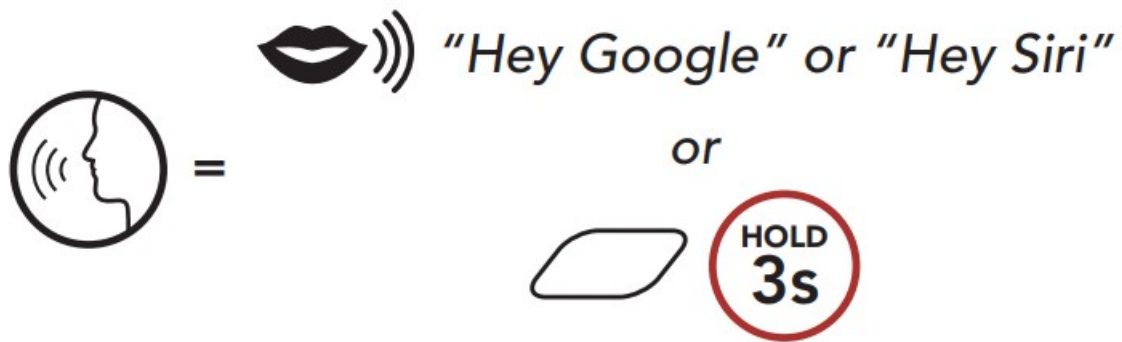 “Hey Google” or “Hey Siri”
=
or
HOLD
3s